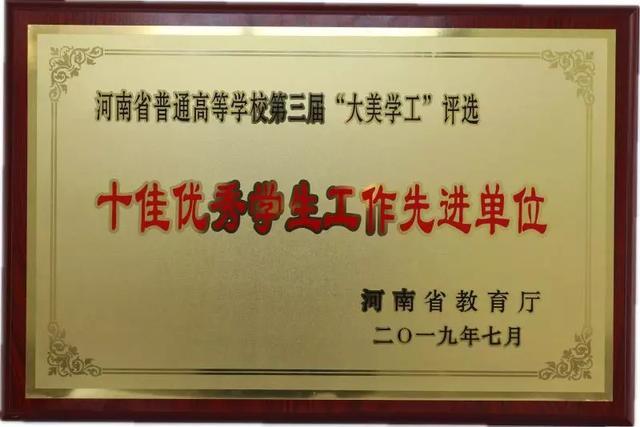 河南省普通高等学校第三届“大美学工”评选
十佳优秀学生工作先进单位
河南省教育厅
二〇一九年七月